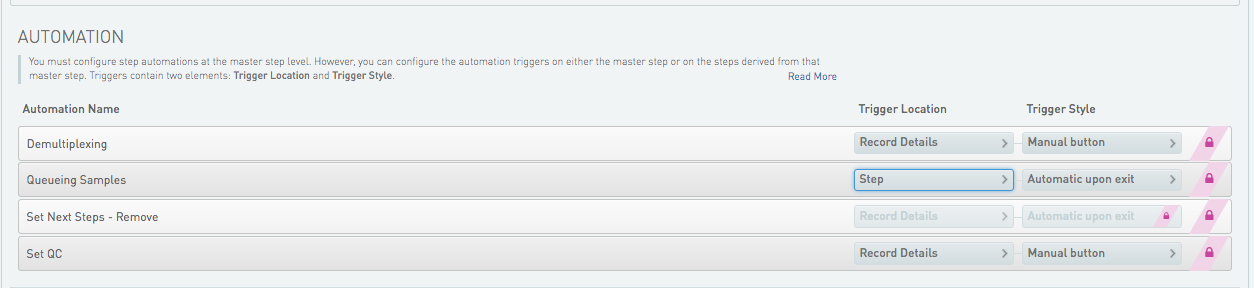 AUTOMATION
You must configure step automations at the master step level. However, you can configure the automation triggers on either the master step or on the steps derived from that
master step. Triggers contain two elements: Trigger Location and Trigger Style.
Read More
Automation Name Trigger Location Trigger Style
Demultiplexing Record Details Manual button
Queueing Samples Step Automatic upon exit
Set Next Steps - Remove Record Details Automatic upon exit
Set QC Record Details Manual button